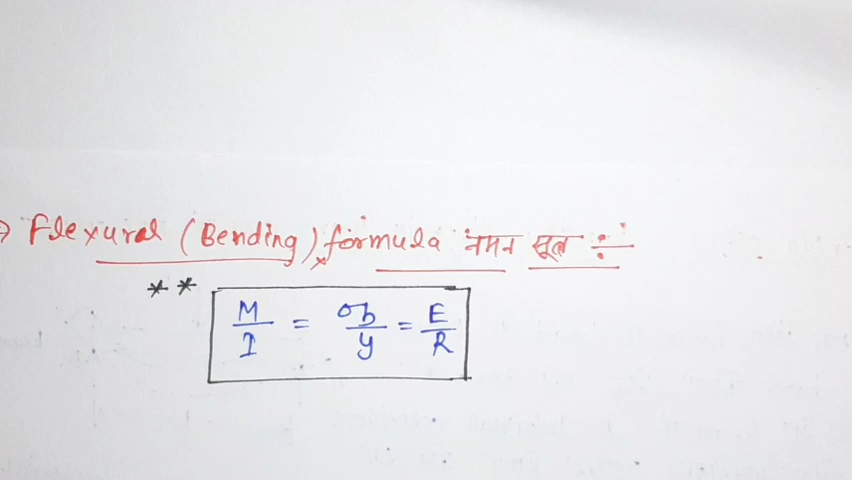 → Flexural (Bending) formula नमन सूत्र ÷
** M/I = σb/y = E/R